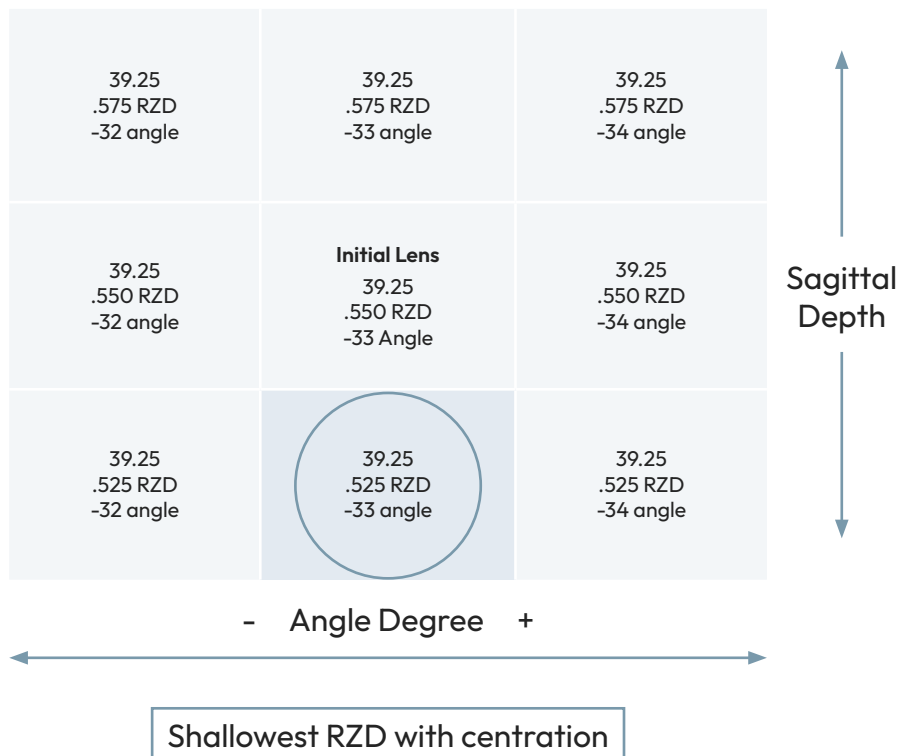 39.25
.575 RZD
-32 angle
39.25
.575 RZD
-33 angle
39.25
.575 RZD
-34 angle
39.25
.550 RZD
-32 angle
Initial Lens
39.25
.550 RZD
-33 Angle
39.25
.550 RZD
-34 angle
Sagittal
Depth
39.25
.525 RZD
-32 angle
39.25
.525 RZD
-33 angle
39.25
.525 RZD
-34 angle
- Angle Degree +
Shallowest RZD with centration